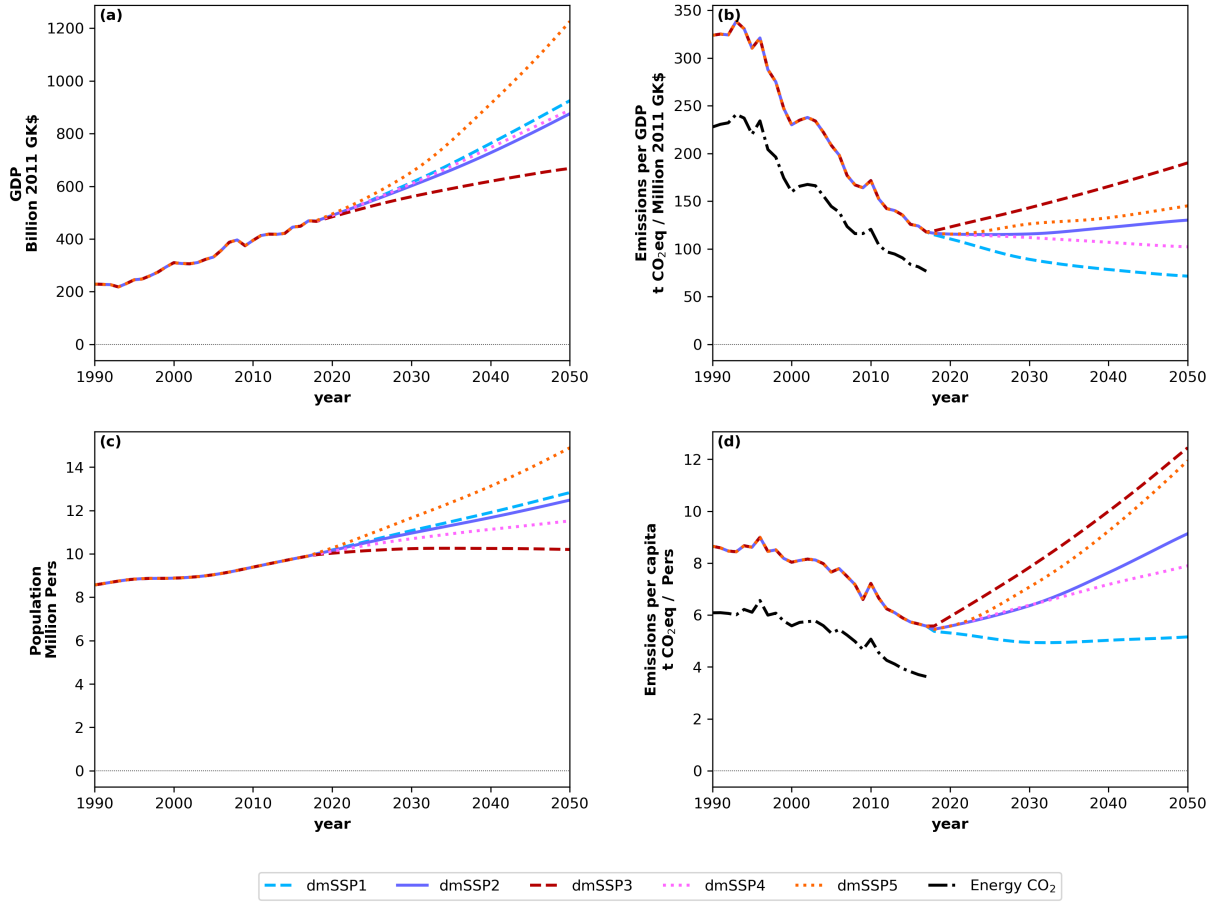 (a)
1200
1000
800
600
400
200
0
GDP
Billion 2011 GK$
1990 2000 2010 2020 2030 2040 2050
year
(b)
350
300
250
200
150
100
50
0
Emissions per GDP
t CO₂eq / Million 2011 GK$
1990 2000 2010 2020 2030 2040 2050
year
(c)
14
12
10
8
6
4
2
0
Population
Million Pers
1990 2000 2010 2020 2030 2040 2050
year
(d)
12
10
8
6
4
2
0
Emissions per capita
t CO₂eq / Pers
1990 2000 2010 2020 2030 2040 2050
year
dmSSP1 dmSSP2 dmSSP3 dmSSP4 dmSSP5 Energy CO₂